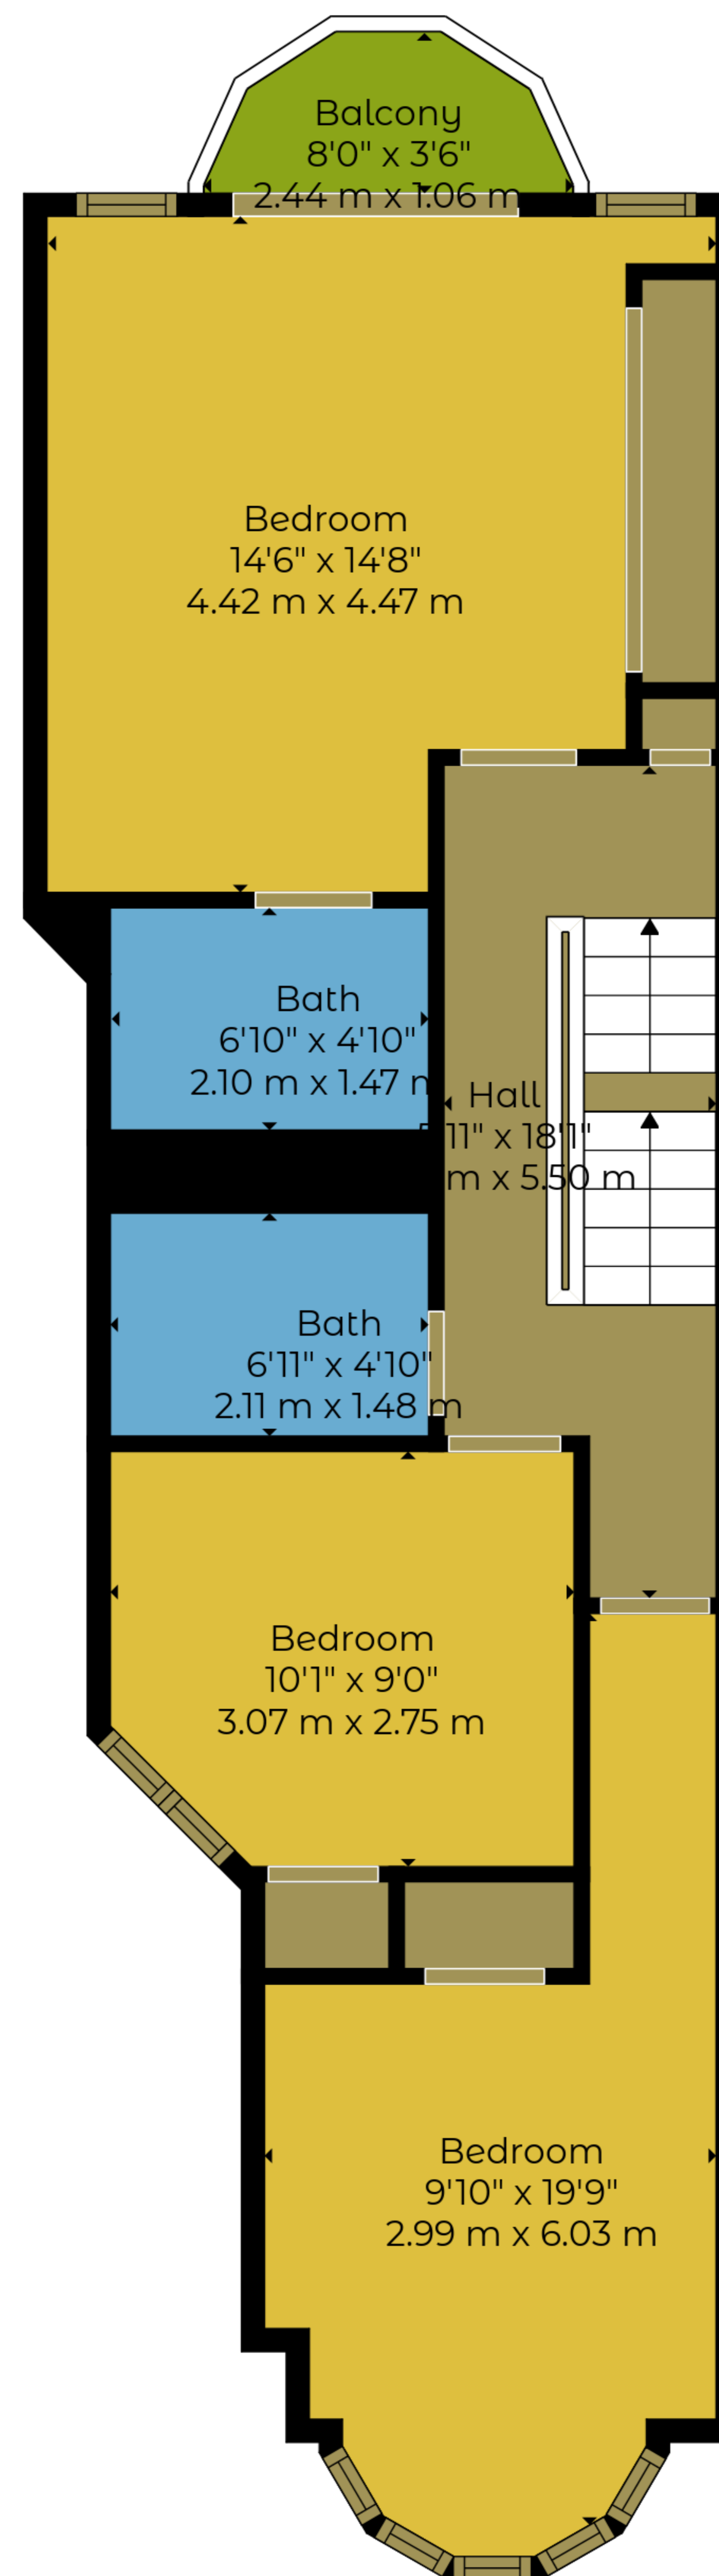 Balcony
8'0" x 3'6"
2.44 m x 1.06 m
Bedroom
14'6" x 14'8"
4.42 m x 4.47 m
Bath
6'10" x 4'10"
2.10 m x 1.47 m
Hall
11" x 18'1"
m x 5.50 m
Bath
6'11" x 4'10"
2.11 m x 1.48 m
Bedroom
10'1" x 9'0"
3.07 m x 2.75 m
Bedroom
9'10" x 19'9"
2.99 m x 6.03 m